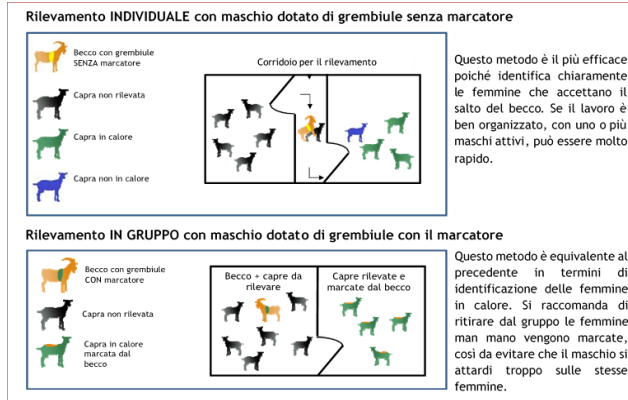 Rilevamento INDIVIDUALE con maschio dotato di grembiule senza marcatore
Becco con grembiule
SENZA marcatore
Capra non rilevata
Capra in calore
Capra non in calore
Corridoio per il rilevamento
Questo metodo è il più efficace
poiché identifica chiaramente
le femmine che accettano il
salto del becco. Se il lavoro è
ben organizzato, con uno o più
maschi attivi, può essere molto
rapido.
Rilevamento IN GRUPPO con maschio dotato di grembiule con il marcatore
Becco con grembiule
CON marcatore
Capra non rilevata
Capra in calore
marcata dal
becco
Becco + capre da
rilevare
Capre rilevate e
marcate dal becco
Questo metodo è equivalente al
precedente in termini di
identificazione delle femmine
in calore. Si raccomanda di
ritirare dal gruppo le femmine
man mano vengono marcate,
così da evitare che il maschio si
attardi troppo sulle stesse
femmine.